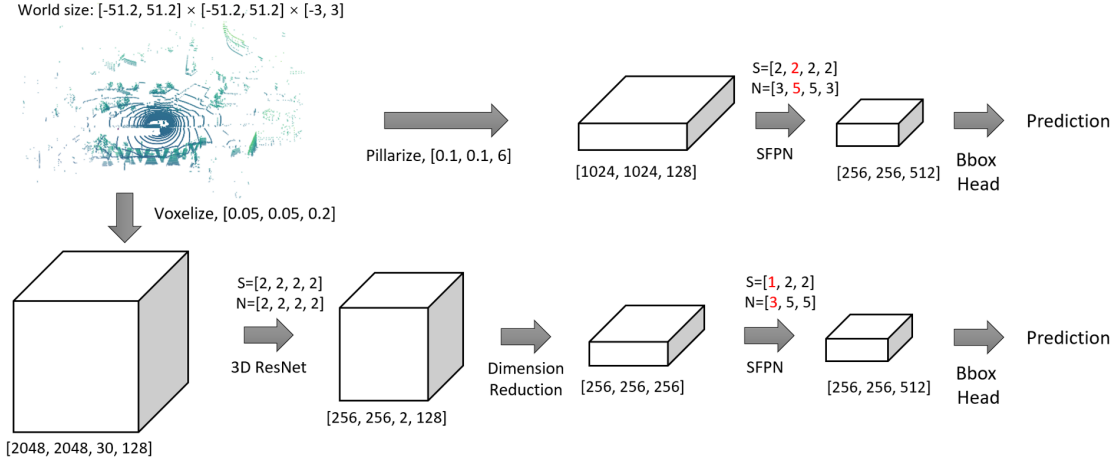 World size: [-51.2, 51.2] × [-51.2, 51.2] × [-3, 3]
Pillarize, [0.1, 0.1, 6]
[1024, 1024, 128]
S=[2, 2, 2, 2]
N=[3, 5, 5, 3]
SFPN
[256, 256, 512]
Bbox
Head
Prediction
Voxelize, [0.05, 0.05, 0.2]
[2048, 2048, 30, 128]
S=[2, 2, 2, 2]
N=[2, 2, 2, 2]
3D ResNet
[256, 256, 2, 128]
Dimension
Reduction
[256, 256, 256]
S=[1, 2, 2]
N=[3, 5, 5]
SFPN
[256, 256, 512]
Bbox
Head
Prediction